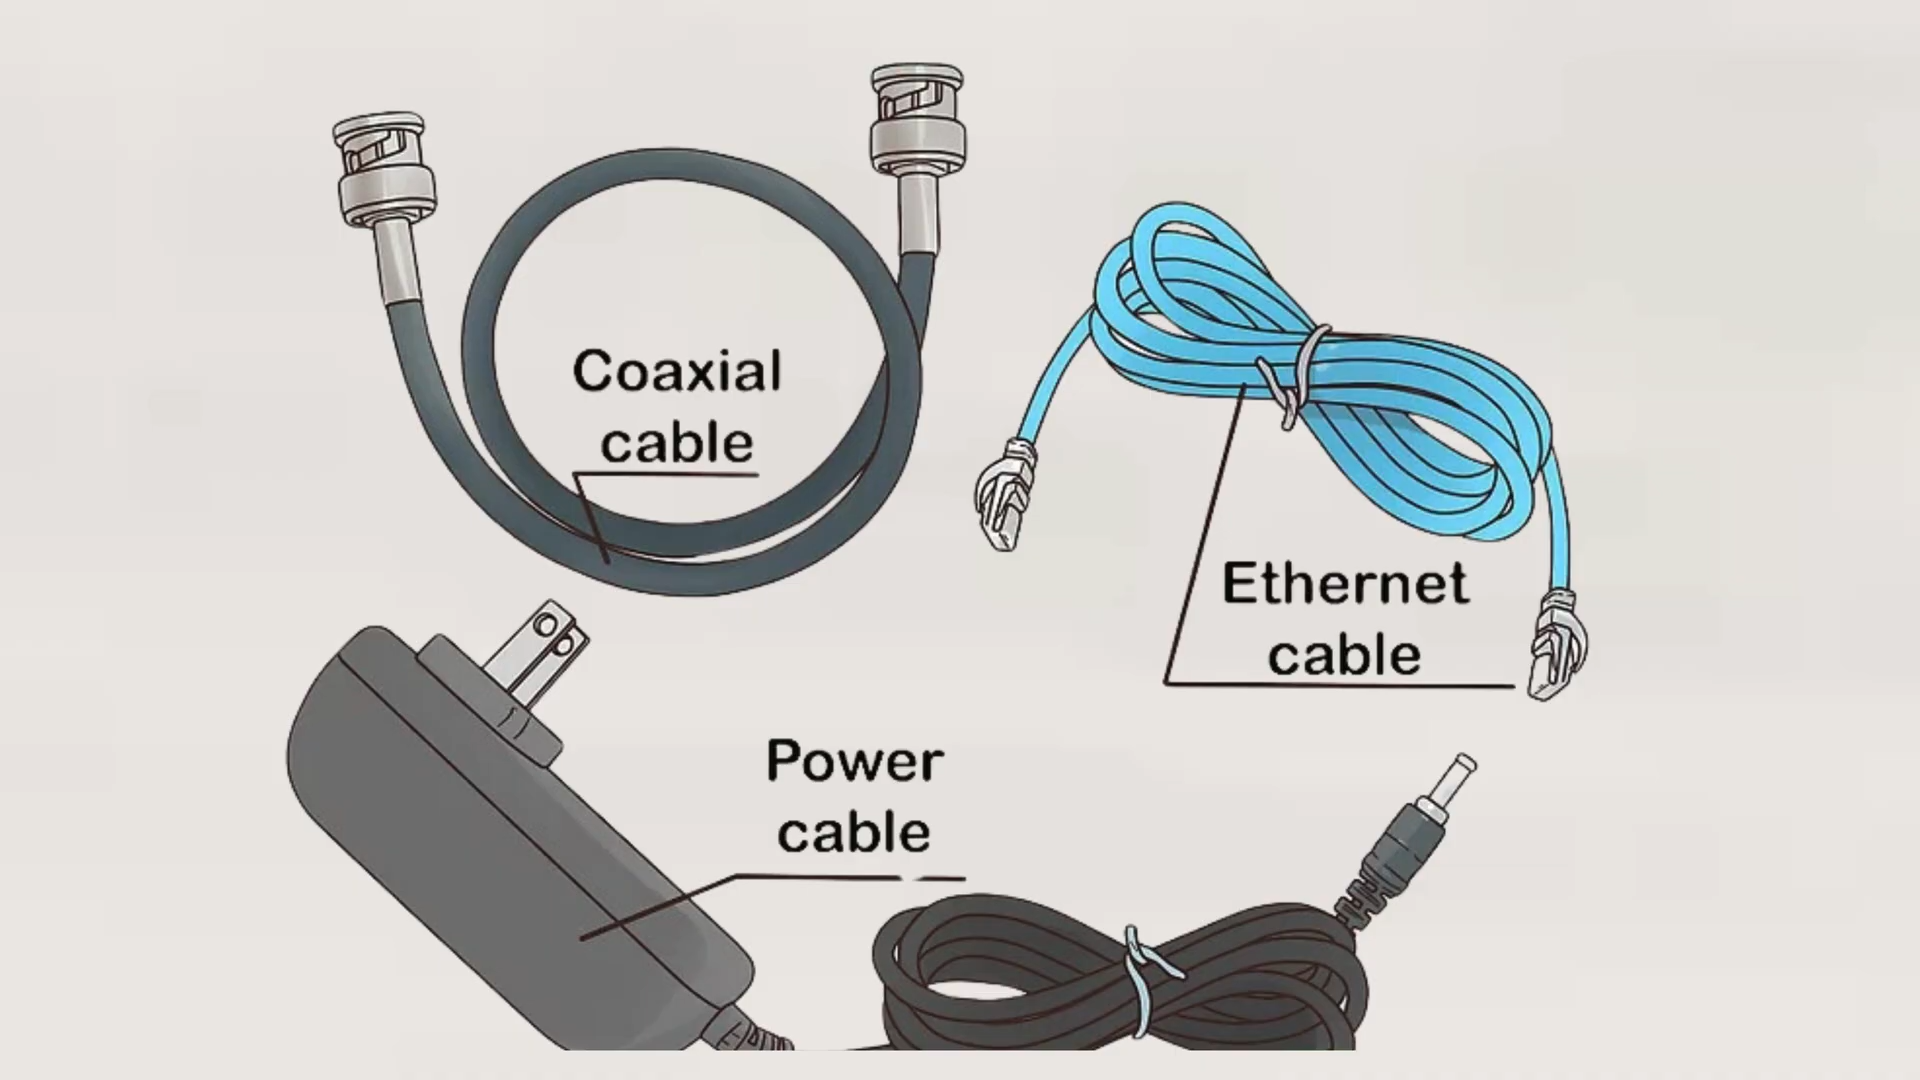 Coaxial
cable
Ethernet
cable
Power
cable